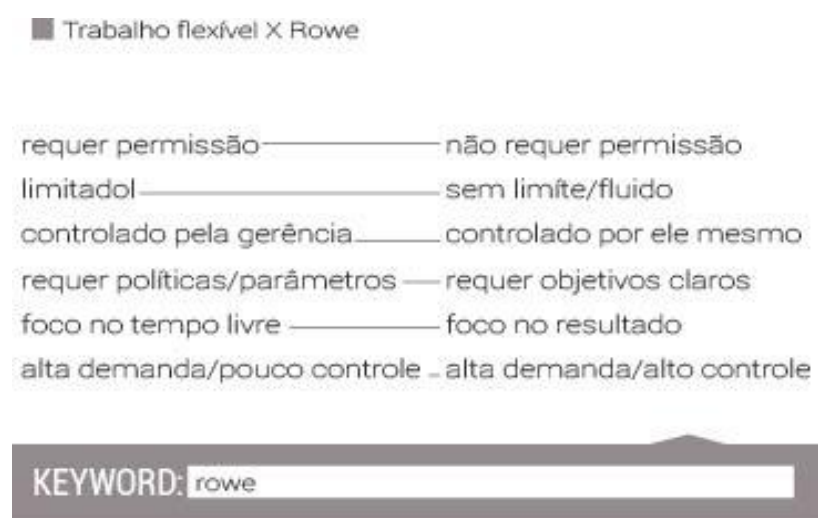 Trabalho flexível X Rowe
requer permissão não requer permissão
limitadol sem limíte/fluido
controlado pela gerência controlado por ele mesmo
requer políticas/parâmetros requer objetivos claros
foco no tempo livre foco no resultado
alta demanda/pouco controle alta demanda/alto controle
KEYWORD: rowe